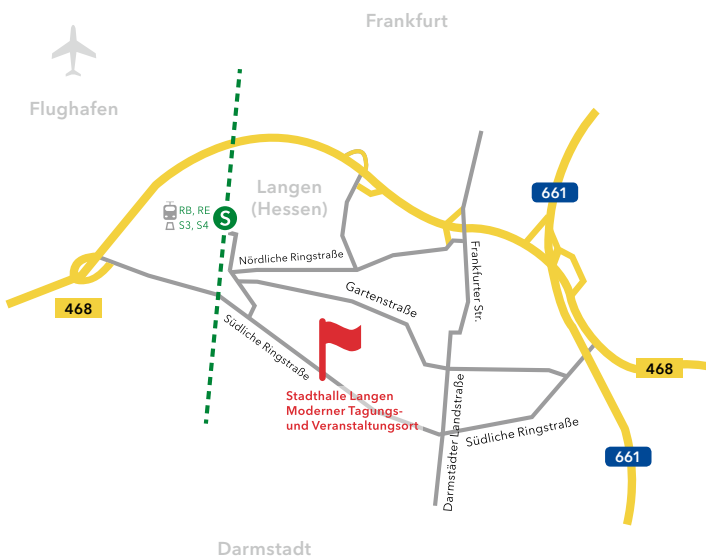 Frankfurt
Flughafen
661
Langen
(Hessen)
RB, RE
S3, S4
S
Nördliche Ringstraße
Frankfurter Str.
Gartenstraße
468
Südliche Ringstraße
468
Stadthalle Langen
Moderner Tagungs-
und Veranstaltungsort
Darmstädter Landstraße
Südliche Ringstraße
661
Darmstadt